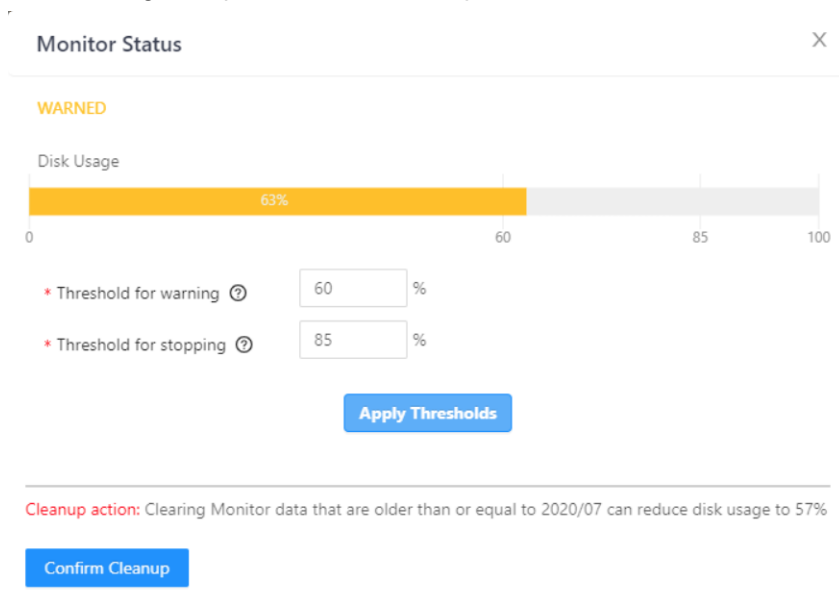 Monitor Status
WARNED
Disk Usage
63%
0 60 85 100
* Threshold for warning 60 %
* Threshold for stopping 85 %
Apply Thresholds
Cleanup action: Clearing Monitor data that are older than or equal to 2020/07 can reduce disk usage to 57%
Confirm Cleanup